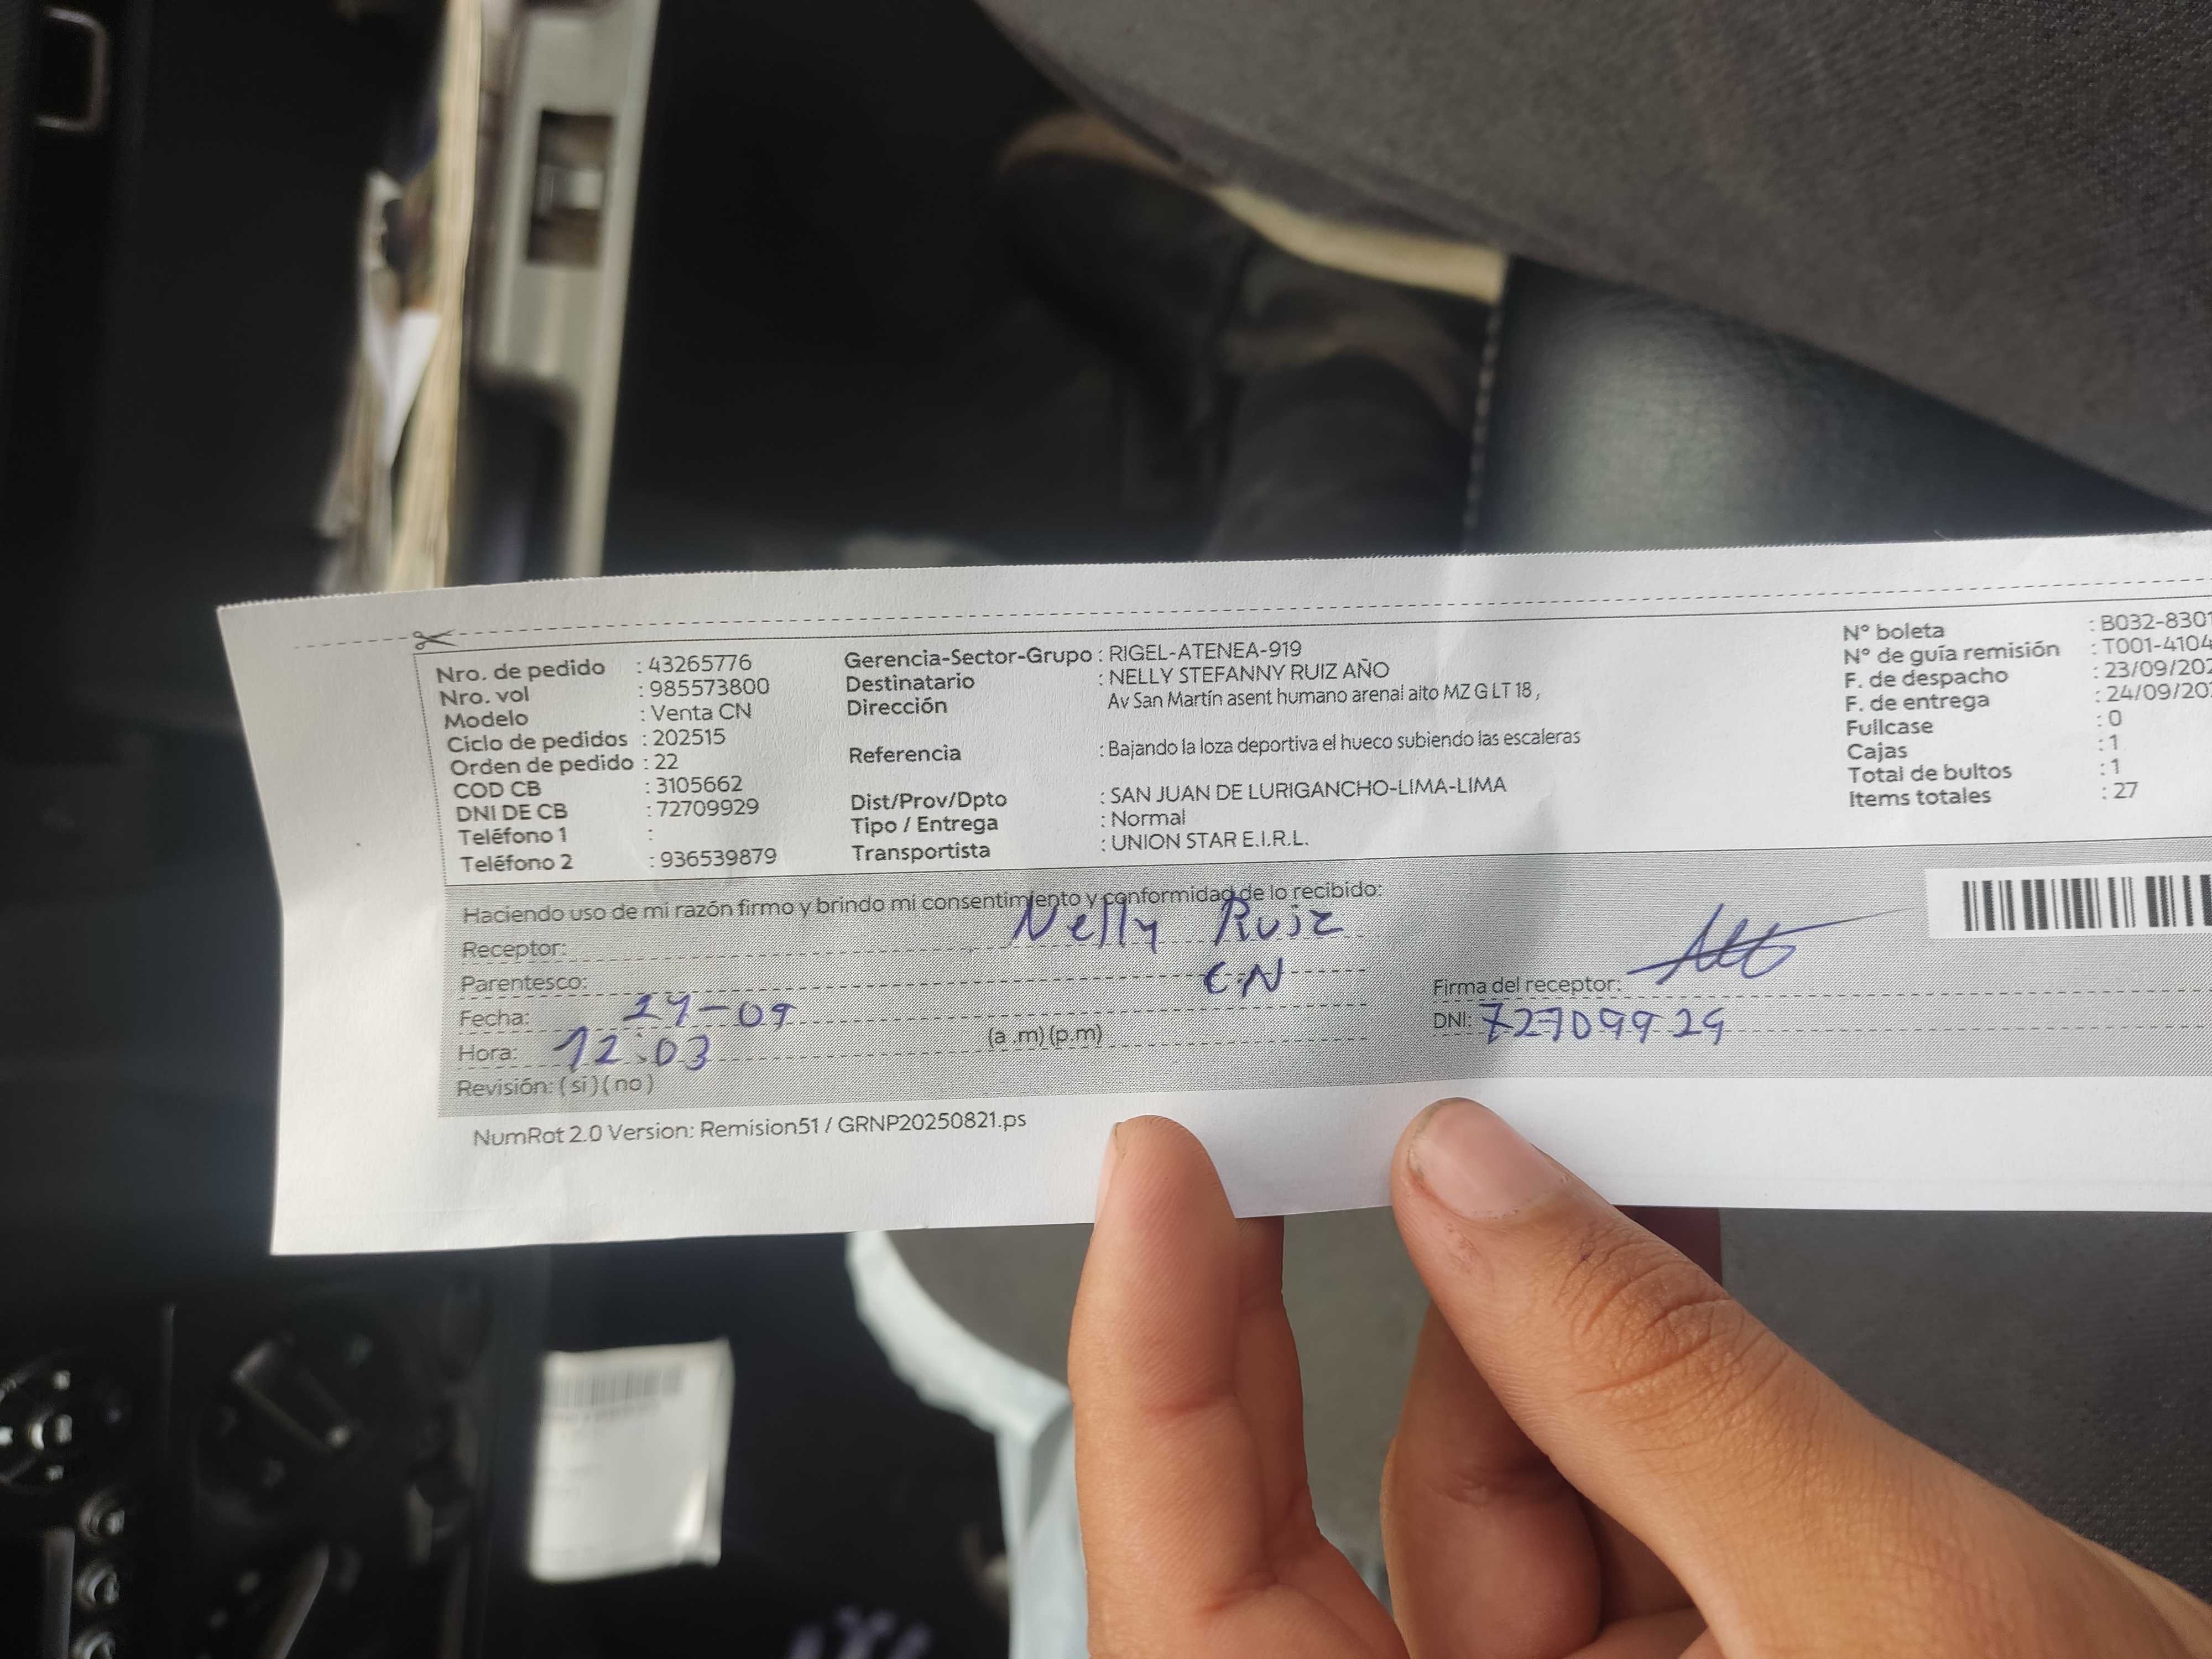 Nro. de pedido : 43265776
Nro. vol : 985573800
Modelo : Venta CN
Ciclo de pedidos : 202515
Orden de pedido : 22
COD CB : 3105662
DNI DE CB : 72709929
Teléfono 1 :
Teléfono 2 : 936539879
Gerencia-Sector-Grupo : RIGEL-ATENEA-919
Destinatario : NELLY STEFANNY RUIZ AÑO
Dirección Av San Martín asent humano arenal alto MZ G LT 18 ,
Referencia : Bajando la loza deportiva el hueco subiendo las escaleras
Dist/Prov/Dpto : SAN JUAN DE LURIGANCHO-LIMA-LIMA
Tipo / Entrega : Normal
Transportista : UNION STAR E.I.R.L.
N° boleta : B032-8301
N° de guía remisión : T001-4104
F. de despacho : 23/09/202
F. de entrega : 24/09/20
Fullcase : 0
Cajas : 1
Total de bultos : 1
Items totales : 27
Haciendo uso de mi razón firmo y brindo mi consentimiento y conformidad de lo recibido:
Receptor: Nelly Ruiz
Parentesco: CN
Fecha: 24-09
Hora: 12:03 (a .m) (p.m)
Revisión: ( si ) ( no )
Firma del receptor:
DNI: 72709929
NumRot 2.0 Version: Remision51 / GRNP20250821.ps